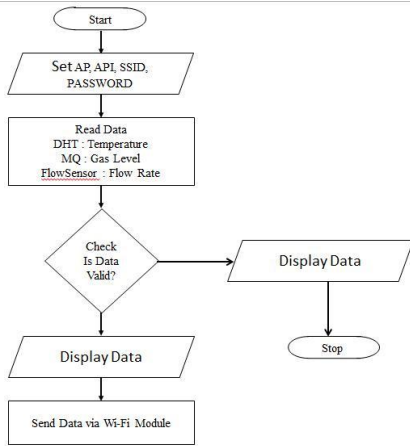 Start
Set AP, API, SSID,
PASSWORD
Read Data
DHT : Temperature
MQ : Gas Level
FlowSensor : Flow Rate
Check
Is Data
Valid?
Display Data
Display Data
Stop
Send Data via Wi-Fi Module